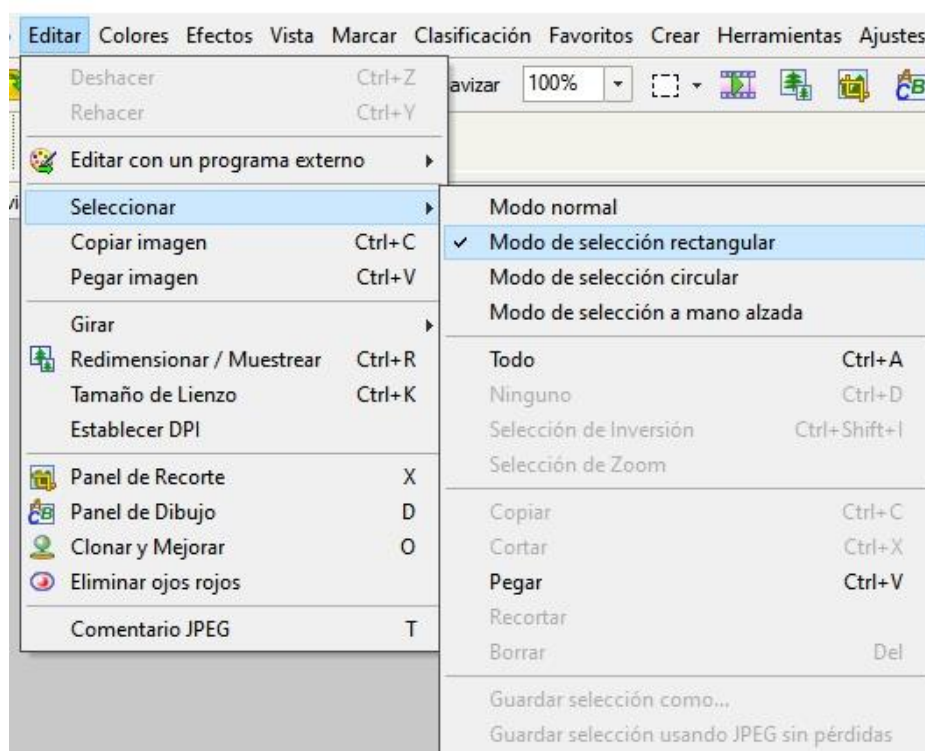 Editar Colores Efectos Vista Marcar Clasificación Favoritos Crear Herramientas Ajustes
avizar 100%
Deshacer Ctrl+Z
Rehacer Ctrl+Y
Editar con un programa externo
Seleccionar
Copiar imagen Ctrl+C
Pegar imagen Ctrl+V
Girar
Redimensionar / Muestrear Ctrl+R
Tamaño de Lienzo Ctrl+K
Establecer DPI
Panel de Recorte X
Panel de Dibujo D
Clonar y Mejorar O
Eliminar ojos rojos
Comentario JPEG T
Modo normal
Modo de selección rectangular
Modo de selección circular
Modo de selección a mano alzada
Todo Ctrl+A
Ninguno Ctrl+D
Selección de Inversión Ctrl+Shift+I
Selección de Zoom
Copiar Ctrl+C
Cortar Ctrl+X
Pegar Ctrl+V
Recortar
Borrar Del
Guardar selección como...
Guardar selección usando JPEG sin pérdidas